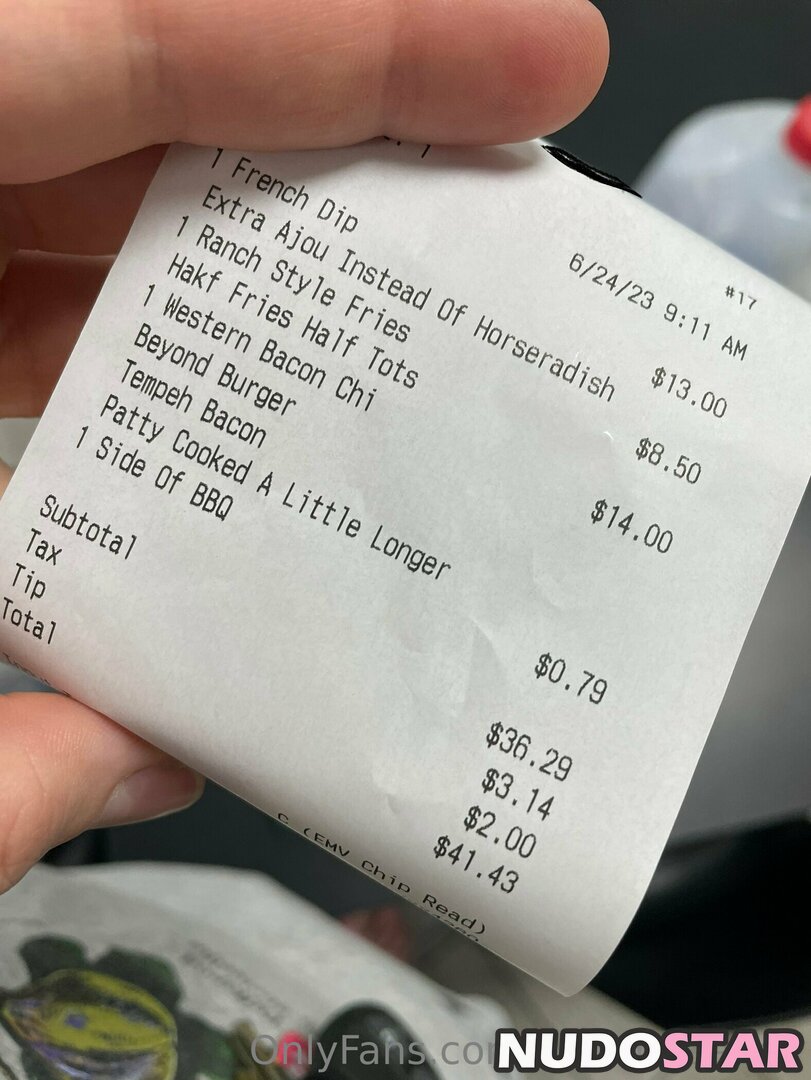 #17
6/24/23 9:11 AM
1 French Dip $13.00
Extra Ajou Instead Of Horseradish
1 Ranch Style Fries $8.50
Hakf Fries Half Tots
1 Western Bacon Chi $14.00
Beyond Burger
Tempeh Bacon
Patty Cooked A Little Longer
1 Side Of BBQ $0.79
Subtotal $36.29
Tax $3.14
Tip $2.00
Total $41.43
C (EMV Chip Read)
OnlyFans.co
NUDOSTAR